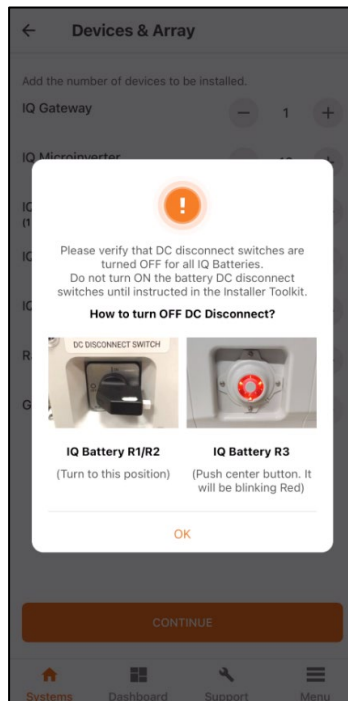 Devices & Array
Add the number of devices to be installed.
IQ Gateway
1
IQ Microinverter
Please verify that DC disconnect switches are
turned OFF for all IQ Batteries.
Do not turn ON the battery DC disconnect
switches until instructed in the Installer Toolkit.
How to turn OFF DC Disconnect?
DC DISCONNECT SWITCH
IQ Battery R1/R2
IQ Battery R3
(Turn to this position)
(Push center button. It
will be blinking Red)
OK
CONTINUE
Systems
Dashboard
Support
Menu